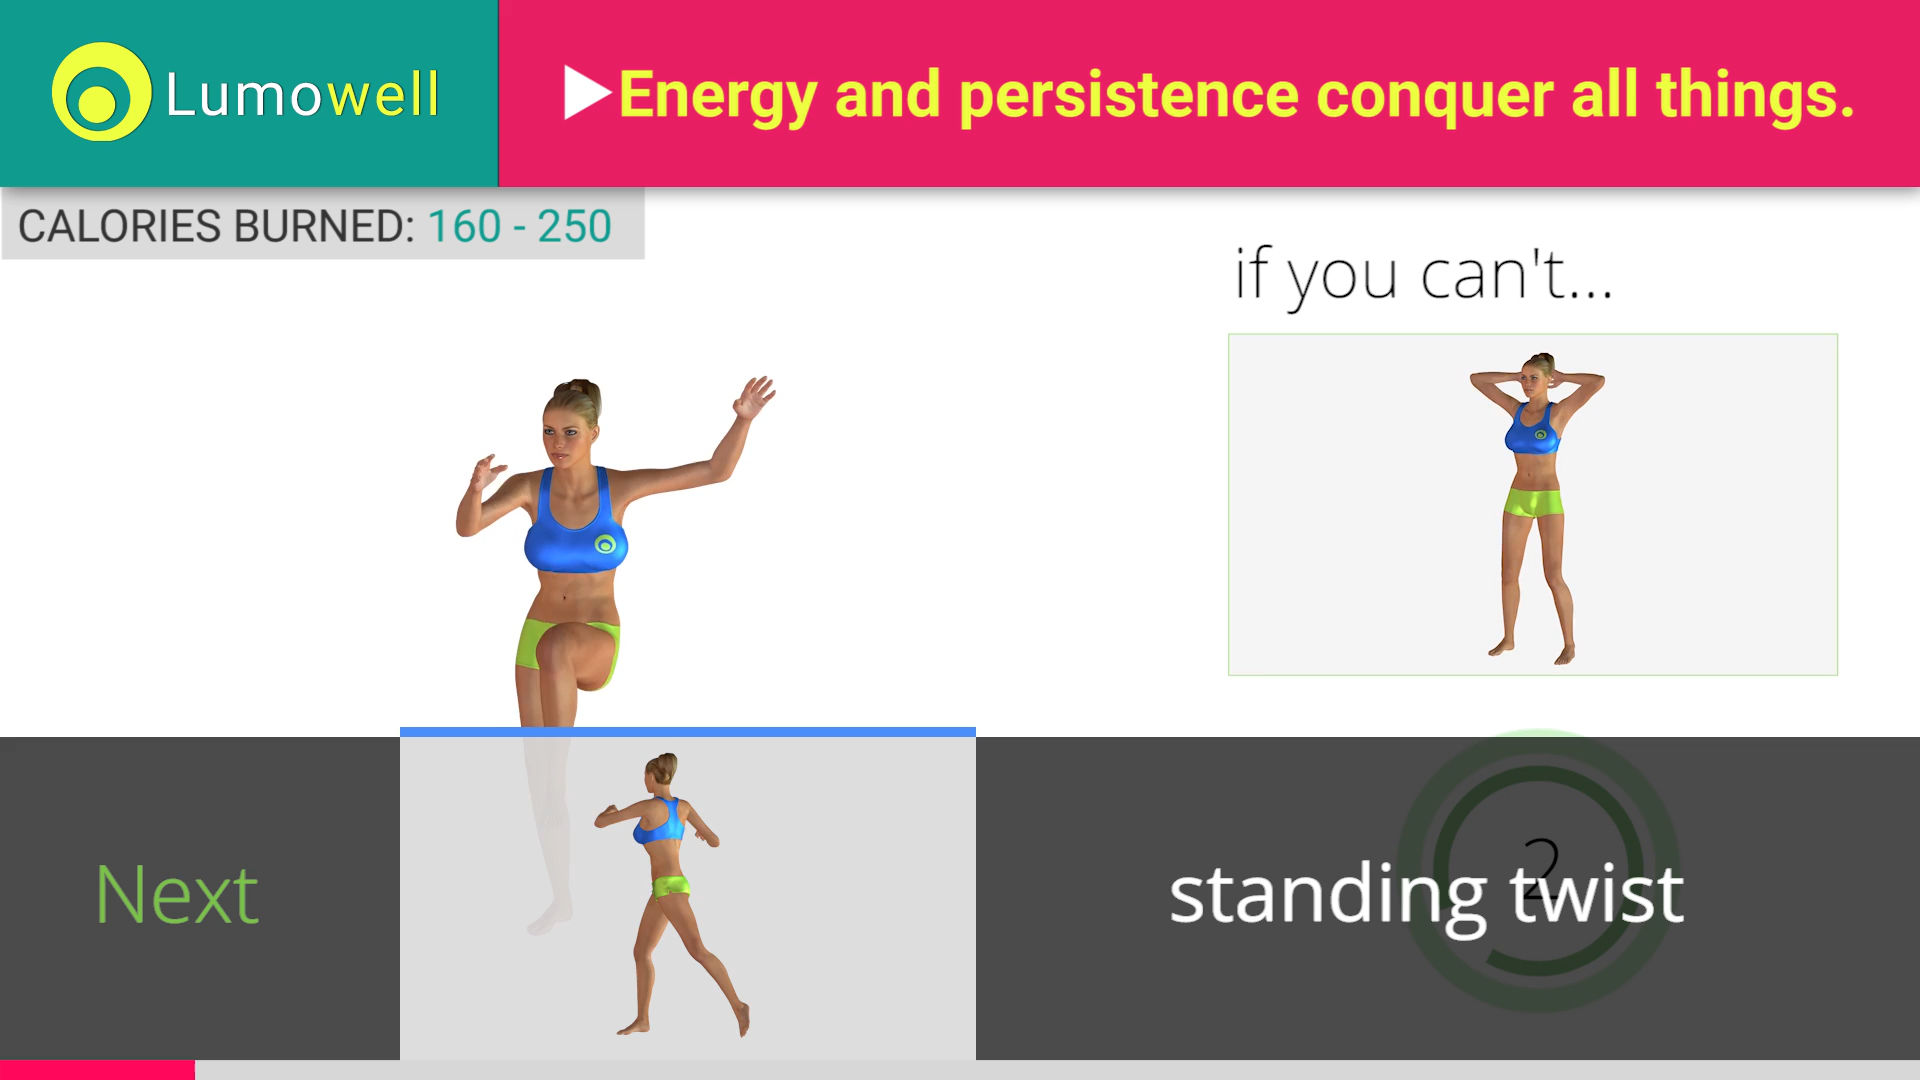 Lumowell
▶Energy and persistence conquer all things.
CALORIES BURNED: 160 - 250
if you can't...
Next
standing twist
2